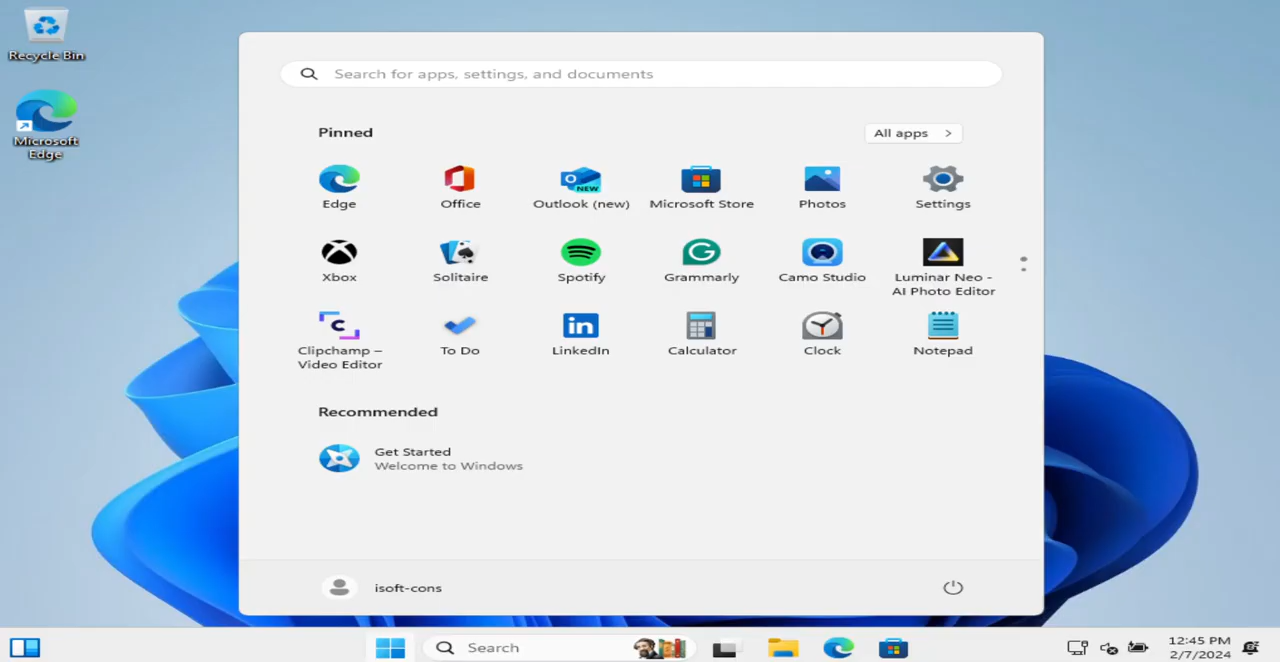 Recycle Bin
Microsoft
Edge
Search for apps, settings, and documents
Pinned
All apps
Edge
Office
NEW
Outlook (new)
Microsoft Store
Photos
Settings
Xbox
Solitaire
Spotify
Grammarly
Camo Studio
Luminar Neo -
AI Photo Editor
Clipchamp –
Video Editor
To Do
LinkedIn
Calculator
Clock
Notepad
Recommended
Get Started
Welcome to Windows
isoft-cons
Search
12:45 PM
2/7/2024